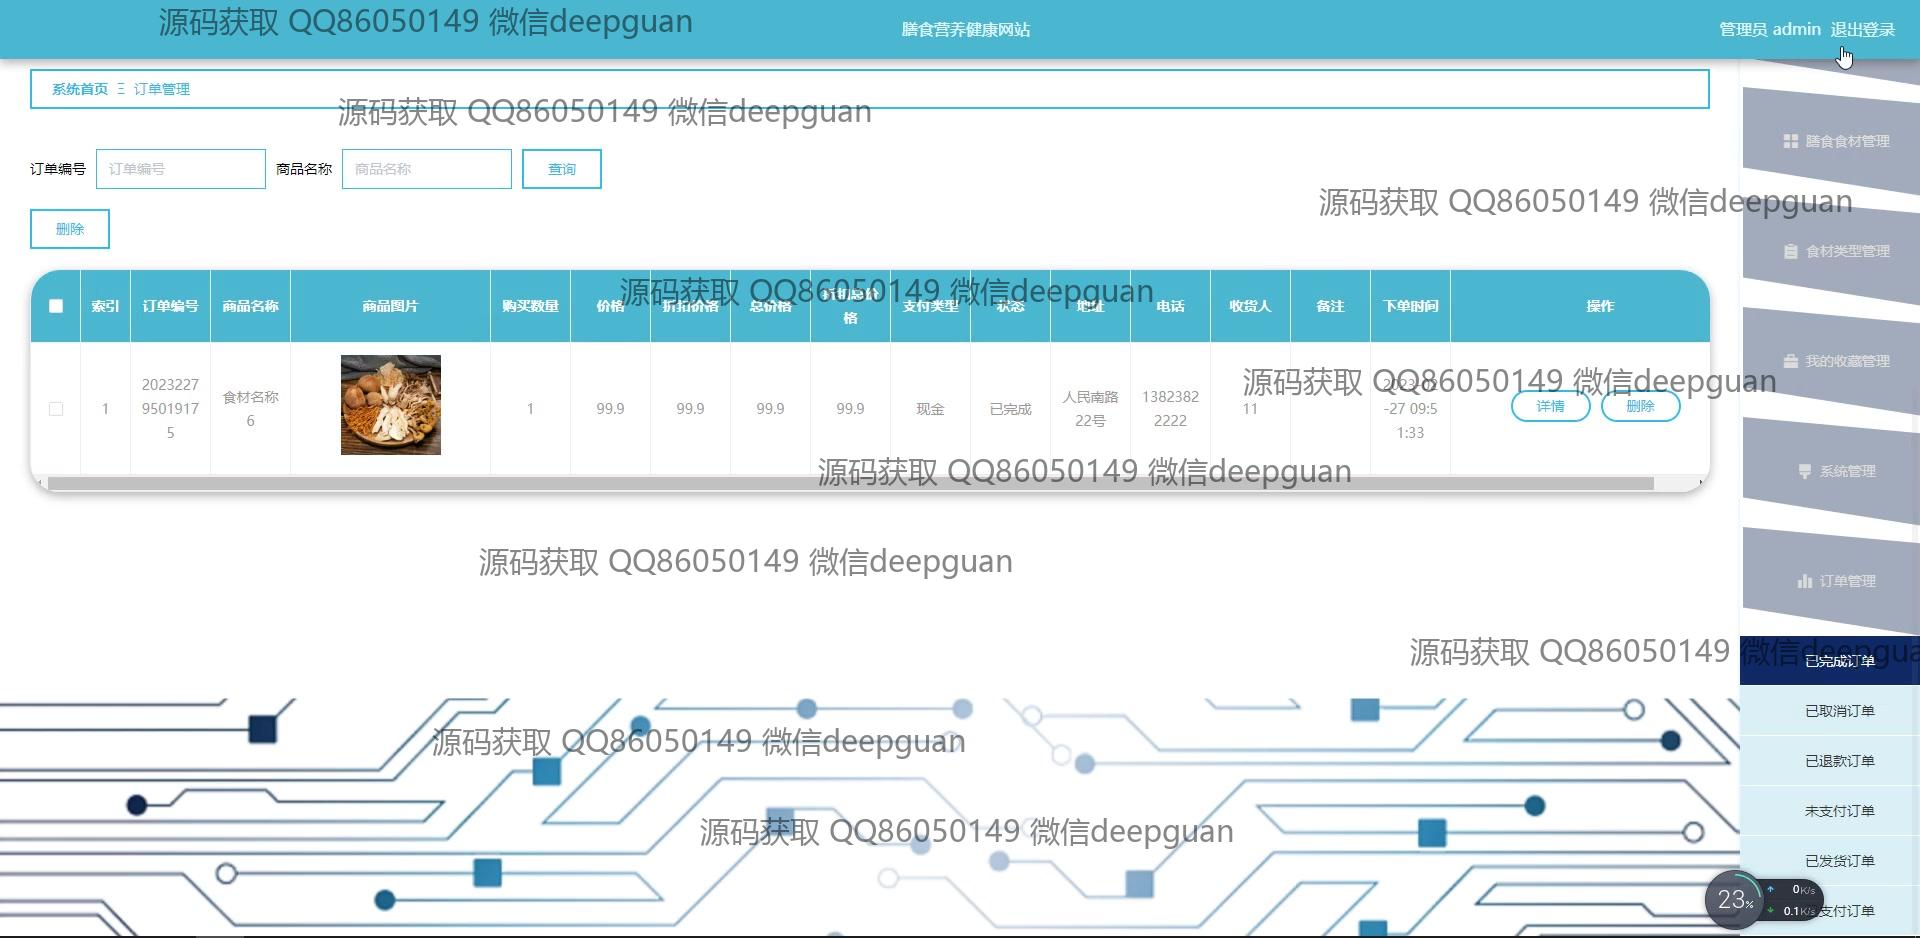 源码获取 QQ86050149 微信deepguan
膳食营养健康网站
管理员 admin 退出登录
系统首页 Ξ 订单管理
源码获取 QQ86050149 微信deepguan
膳食食材管理
订单编号 订单编号 商品名称 商品名称 查询
源码获取 QQ86050149 微信deepguan
删除
食材类型管理
源码获取 QQ86050149 微信deepguan
索引 订单编号 商品名称 商品图片 购买数量 价格 折扣价格 总价格 折扣总价格 支付类型 状态 地址 电话 收货人 备注 下单时间 操作
我的收藏管理
源码获取 QQ86050149 微信deepguan
1 202322795019175 食材名称6 1 99.9 99.9 99.9 99.9 现金 已完成 人民南路22号 13823822222 11 2023-02-27 09:51:33 详情 删除
源码获取 QQ86050149 微信deepguan
系统管理
源码获取 QQ86050149 微信deepguan
订单管理
源码获取 QQ86050149 微信deepgua
已完成订单
已取消订单
源码获取 QQ86050149 微信deepguan
已退款订单
未支付订单
源码获取 QQ86050149 微信deepguan
已发货订单
23% 0K/s
0.1K/s
支付订单